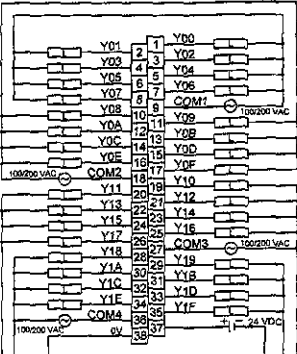 Y00
Y01 1
2 Y02
Y03 3
4 Y04
Y05 5
6 Y06
Y07 7
8 COM1
9 100/200 VAC
Y08 10 Y09
11
Y0A 12 Y0B
13
Y0C 14 Y0D
15
Y0E 16 Y0F
17
100/200 VAC COM2 18 Y10
19
Y11 20 Y12
21
Y13 22 Y14
23
Y15 24 Y16
25
Y17 26 COM3 100/200 VAC
27
Y18 28 Y19
29
Y1A 30 Y1B
31
Y1C 32 Y1D
33
Y1E 34 Y1F
35
100/200 VAC COM4 36 + 24 VDC
37
0V 38